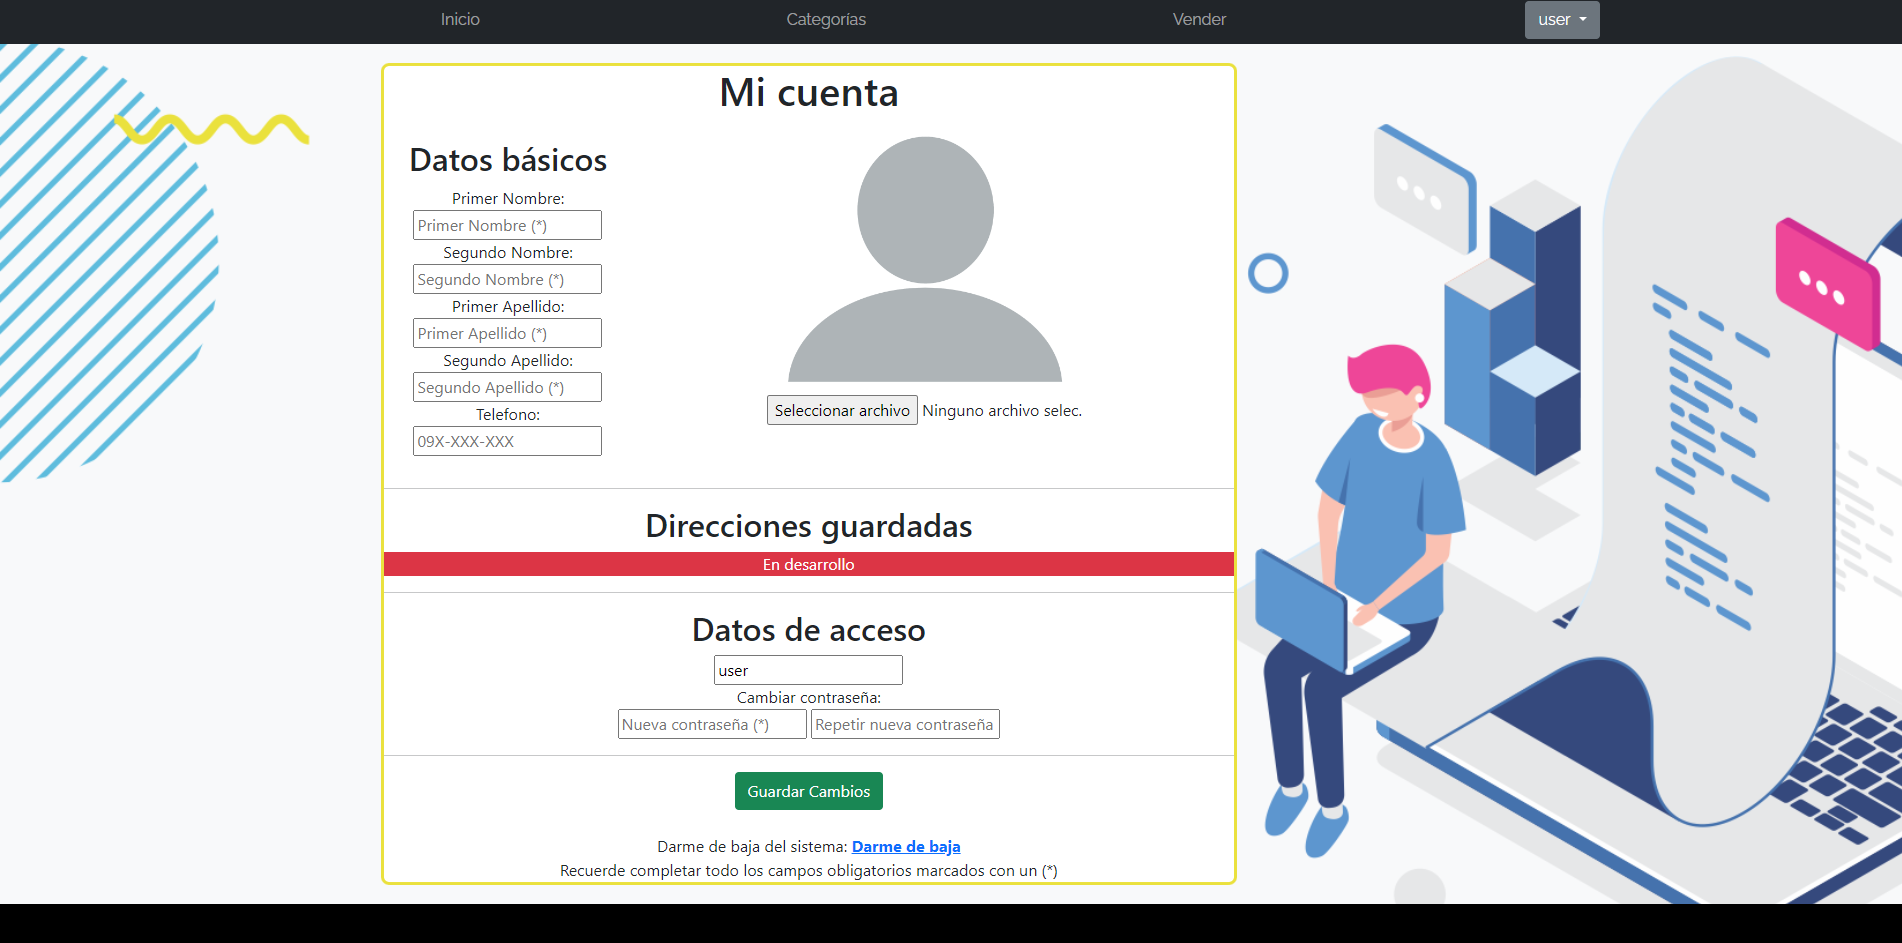 Inicio
Categorías
Vender
user
Mi cuenta
Datos básicos
Primer Nombre:
Primer Nombre (*)
Segundo Nombre:
Segundo Nombre (*)
Primer Apellido:
Primer Apellido (*)
Segundo Apellido:
Segundo Apellido (*)
Telefono:
09X-XXX-XXX
Seleccionar archivo Ninguno archivo selec.
Direcciones guardadas
En desarrollo
Datos de acceso
user
Cambiar contraseña:
Nueva contraseña (*) Repetir nueva contraseña
Guardar Cambios
Darme de baja del sistema: Darme de baja
Recuerde completar todo los campos obligatorios marcados con un (*)